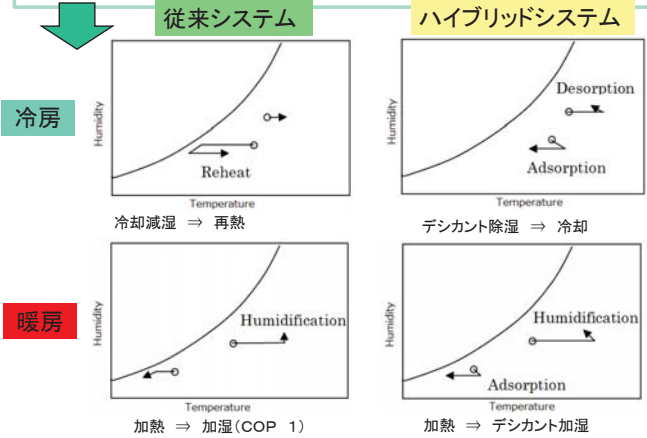 従来システム
ハイブリッドシステム
冷房
Humidity
Reheat
Temperature
冷却減湿 ⇒ 再熱
Humidity
Desorption
Adsorption
Temperature
デシカント除湿 ⇒ 冷却
暖房
Humidity
Humidification
Temperature
加熱 ⇒ 加湿(COP 1)
Humidity
Humidification
Adsorption
Temperature
加熱 ⇒ デシカント加湿